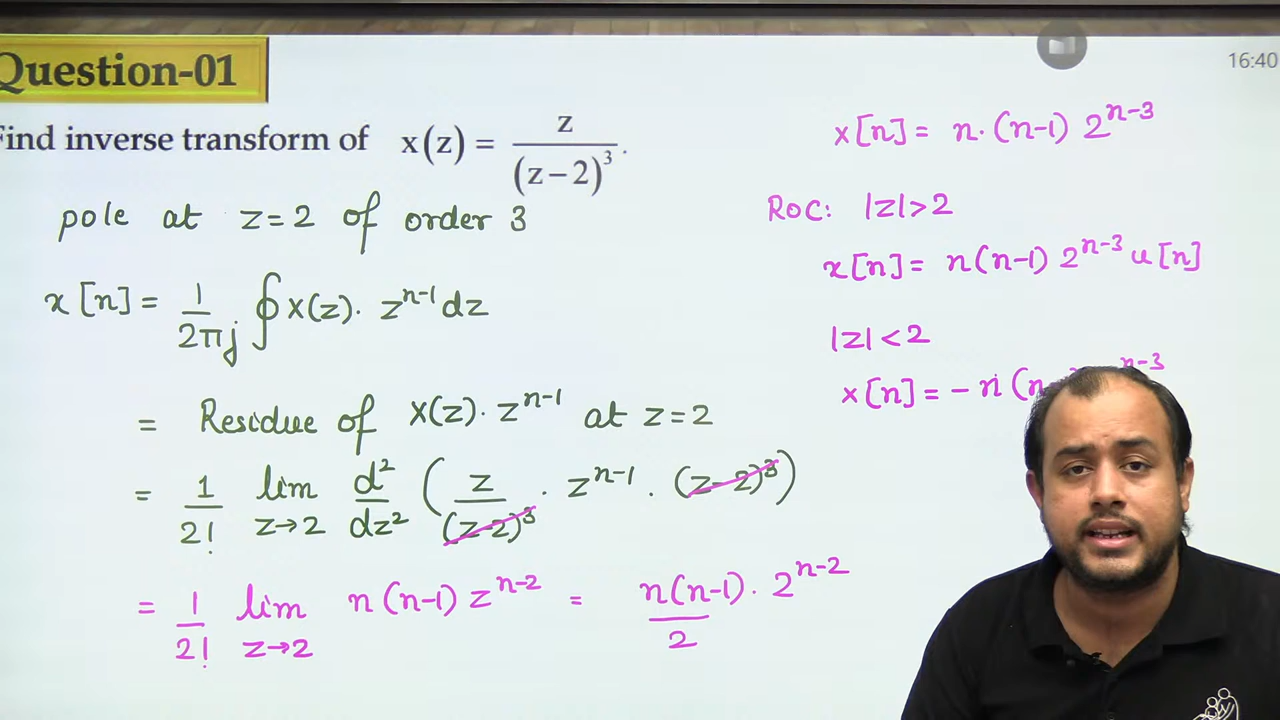 Question-01
16:40
Find inverse transform of x(z) = z/(z−2)³.
pole at z=2 of order 3
x[n] = 1/2πj ∮ X(z)· z^{n-1} dz
= Residue of X(z)· z^{n-1} at z=2
= 1/2! lim z→2 d²/dz² ( z/(z-2)³ · z^{n-1} · (z-2)³ )
= 1/2! lim z→2 n(n-1) z^{n-2} = n(n-1)· 2^{n-2}/2
x[n] = n·(n-1) 2^{n-3}
ROC: |z|>2
x[n] = n(n-1) 2^{n-3} u[n]
|z|<2
x[n] = - n(n n-3